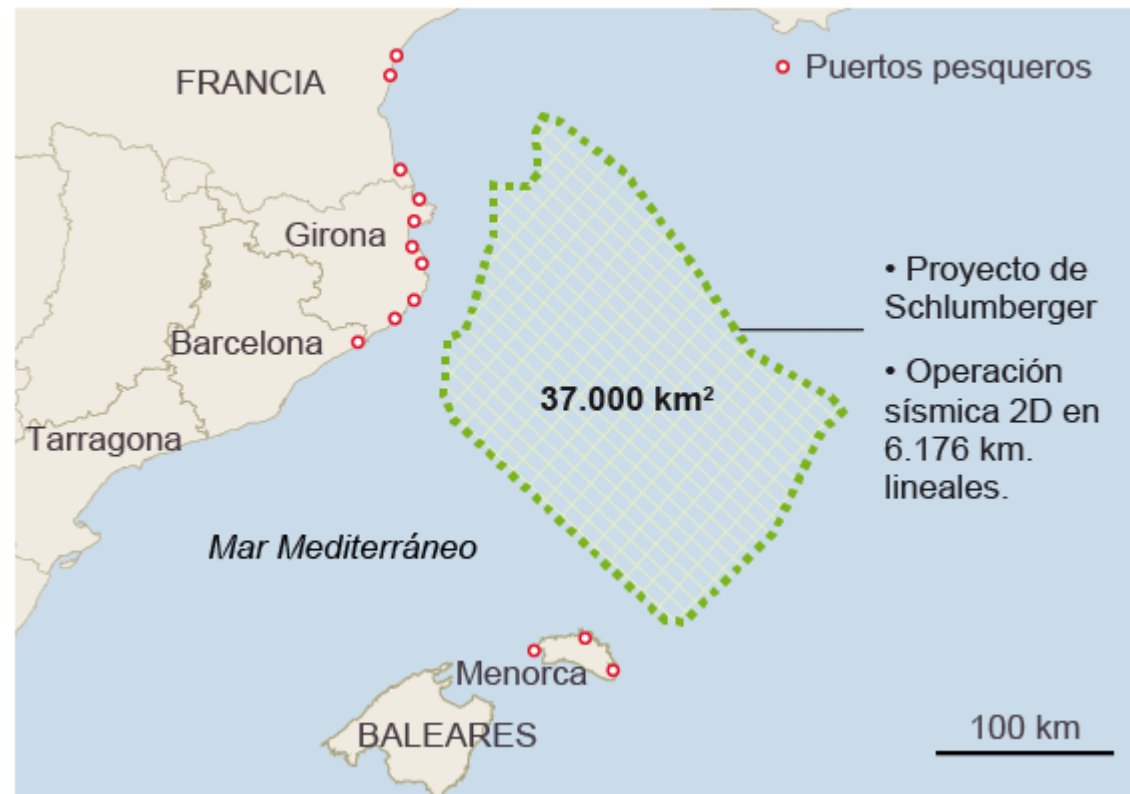 FRANCIA
Puertos pesqueros
Girona
Barcelona
Tarragona
37.000 km²
• Proyecto de
Schlumberger
• Operación
sísmica 2D en
6.176 km.
lineales.
Mar Mediterráneo
Menorca
BALEARES
100 km